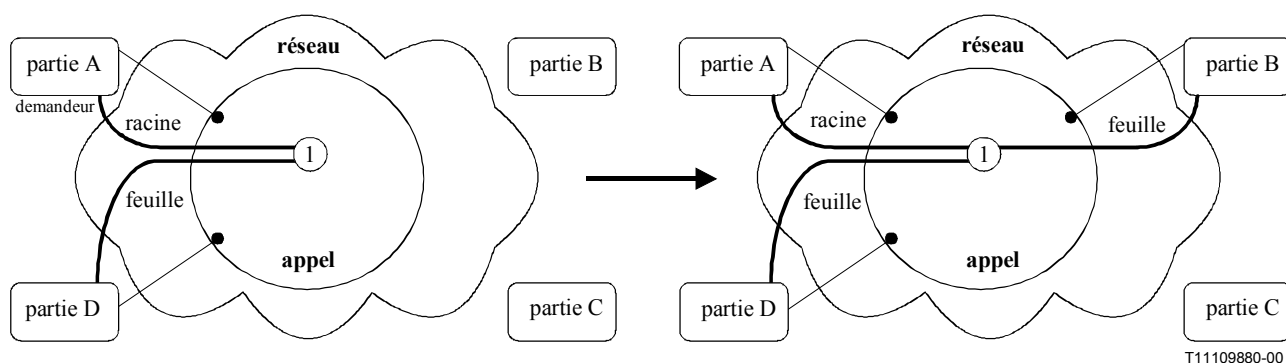 réseau
partie A
partie B
demandeur
racine
1
feuille
appel
partie D
partie C
réseau
partie A
partie B
racine
feuille
1
feuille
appel
partie D
partie C
T11109880-00